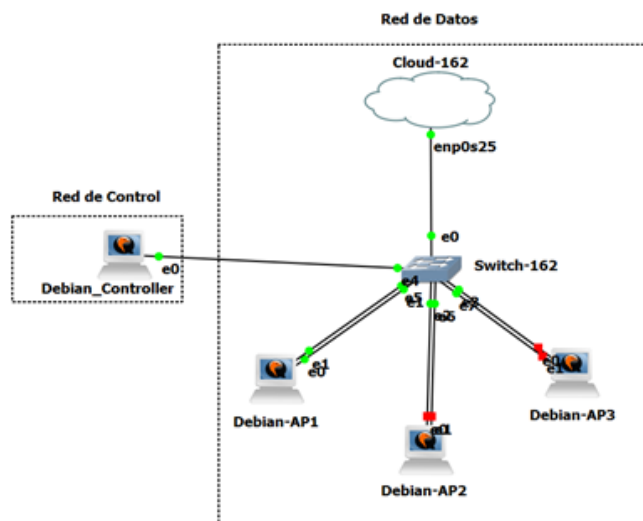 Red de Datos
Cloud-162
enp0s25
Red de Control
e0
e0
Switch-162
Debian_Controller
e4
e5
e1
e1
e0
Debian-AP1
Debian-AP3
Debian-AP2